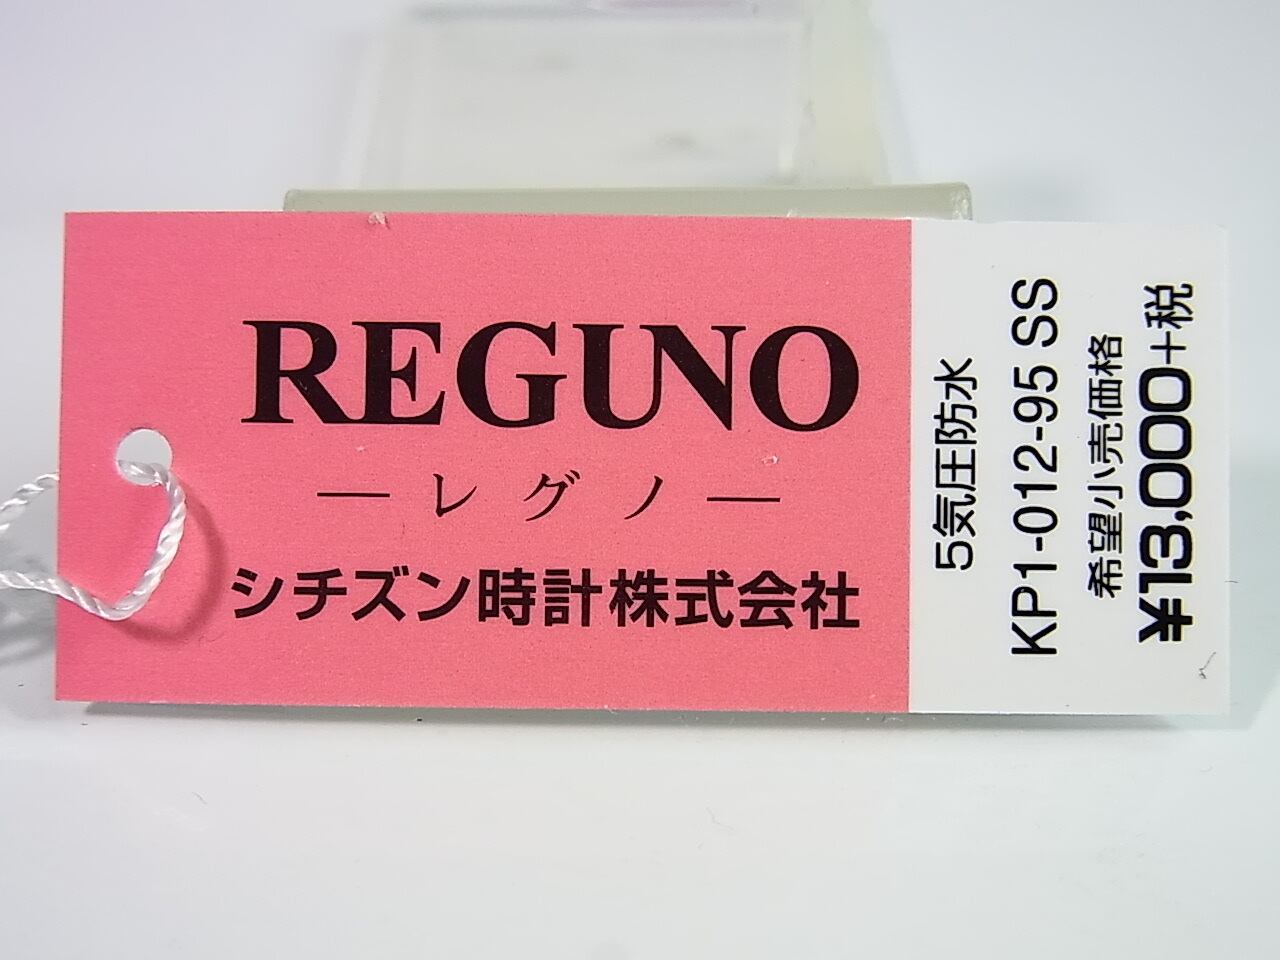 REGUNO
— レグノ —
シチズン時計株式会社
5気圧防水
KP1-012-95 SS
希望小売価格
¥13,000+税